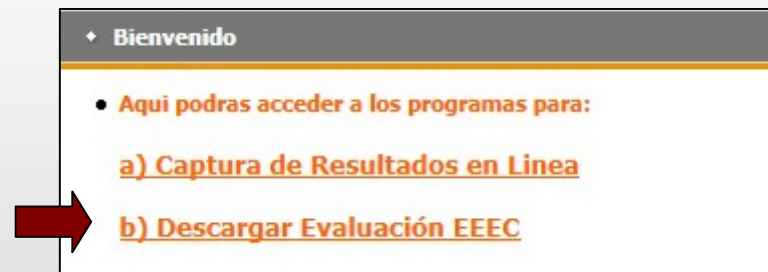 Bienvenido
Aqui podras acceder a los programas para:
a) Captura de Resultados en Linea
b) Descargar Evaluación EEEC